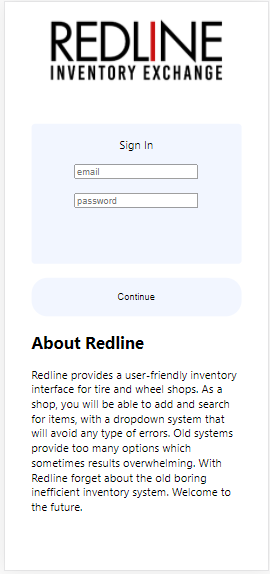 REDLINE
INVENTORY EXCHANGE
Sign In
email
password
Continue
About Redline
Redline provides a user-friendly inventory
interface for tire and wheel shops. As a
shop, you will be able to add and search
for items, with a dropdown system that
will avoid any type of errors. Old systems
provide too many options which
sometimes results overwhelming. With
Redline forget about the old boring
inefficient inventory system. Welcome to
the future.